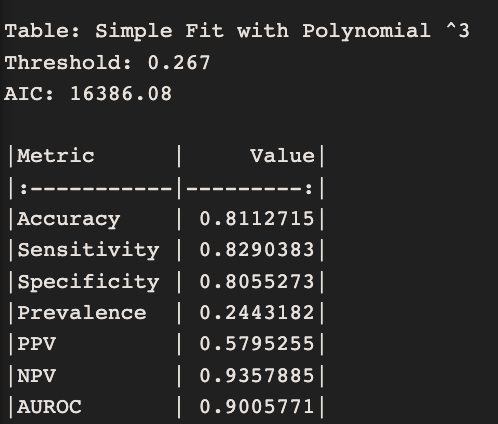 Table: Simple Fit with Polynomial ^3
Threshold: 0.267
AIC: 16386.08
|Metric      |     Value|
|:-----------|---------:|
|Accuracy    | 0.8112715|
|Sensitivity | 0.8290383|
|Specificity | 0.8055273|
|Prevalence  | 0.2443182|
|PPV         | 0.5795255|
|NPV         | 0.9357885|
|AUROC       | 0.9005771|